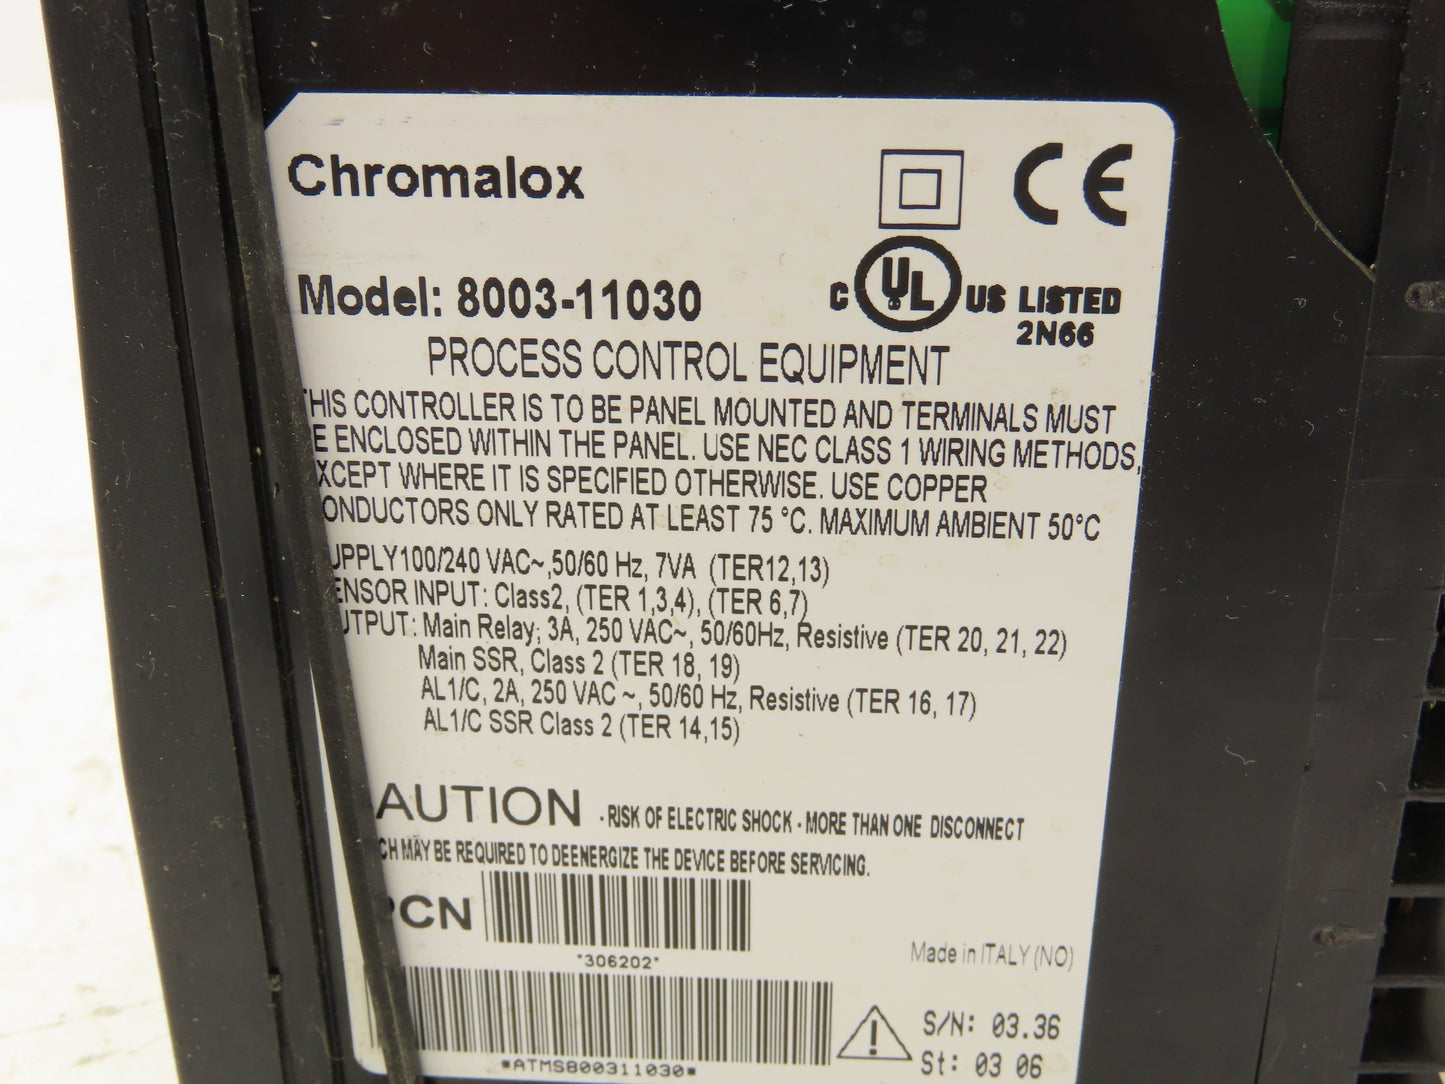 Chromalox
CE
Model: 8003-11030
C UL US LISTED
2N66
PROCESS CONTROL EQUIPMENT
THIS CONTROLLER IS TO BE PANEL MOUNTED AND TERMINALS MUST
E ENCLOSED WITHIN THE PANEL. USE NEC CLASS 1 WIRING METHODS,
XCEPT WHERE IT IS SPECIFIED OTHERWISE. USE COPPER
ONDUCTORS ONLY RATED AT LEAST 75 °C. MAXIMUM AMBIENT 50°C
UPPLY100/240 VAC~,50/60 Hz, 7VA (TER12,13)
ENSOR INPUT: Class2, (TER 1,3,4), (TER 6,7)
UTPUT: Main Relay; 3A, 250 VAC~, 50/60Hz, Resistive (TER 20, 21, 22)
Main SSR, Class 2 (TER 18, 19)
AL1/C, 2A, 250 VAC ~, 50/60 Hz, Resistive (TER 16, 17)
AL1/C SSR Class 2 (TER 14,15)
AUTION - RISK OF ELECTRIC SHOCK - MORE THAN ONE DISCONNECT
CH MAY BE REQUIRED TO DEENERGIZE THE DEVICE BEFORE SERVICING.
PCN
*306202*
Made in ITALY (NO)
*ATMS800311030*
S/N: 03.36
St: 03 06